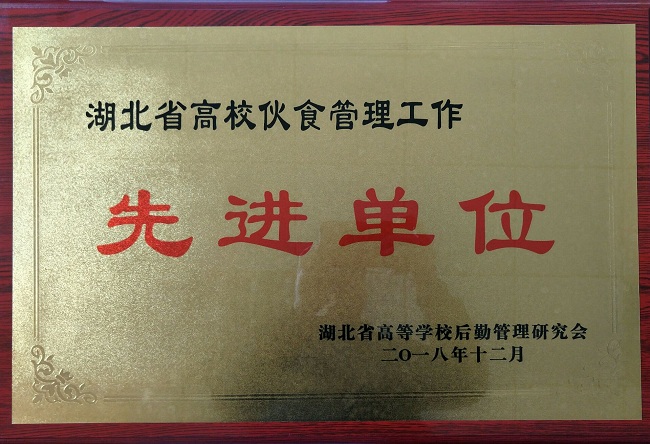 湖北省高校伙食管理工作
先进单位
湖北省高等学校后勤管理研究会
二O一八年十二月